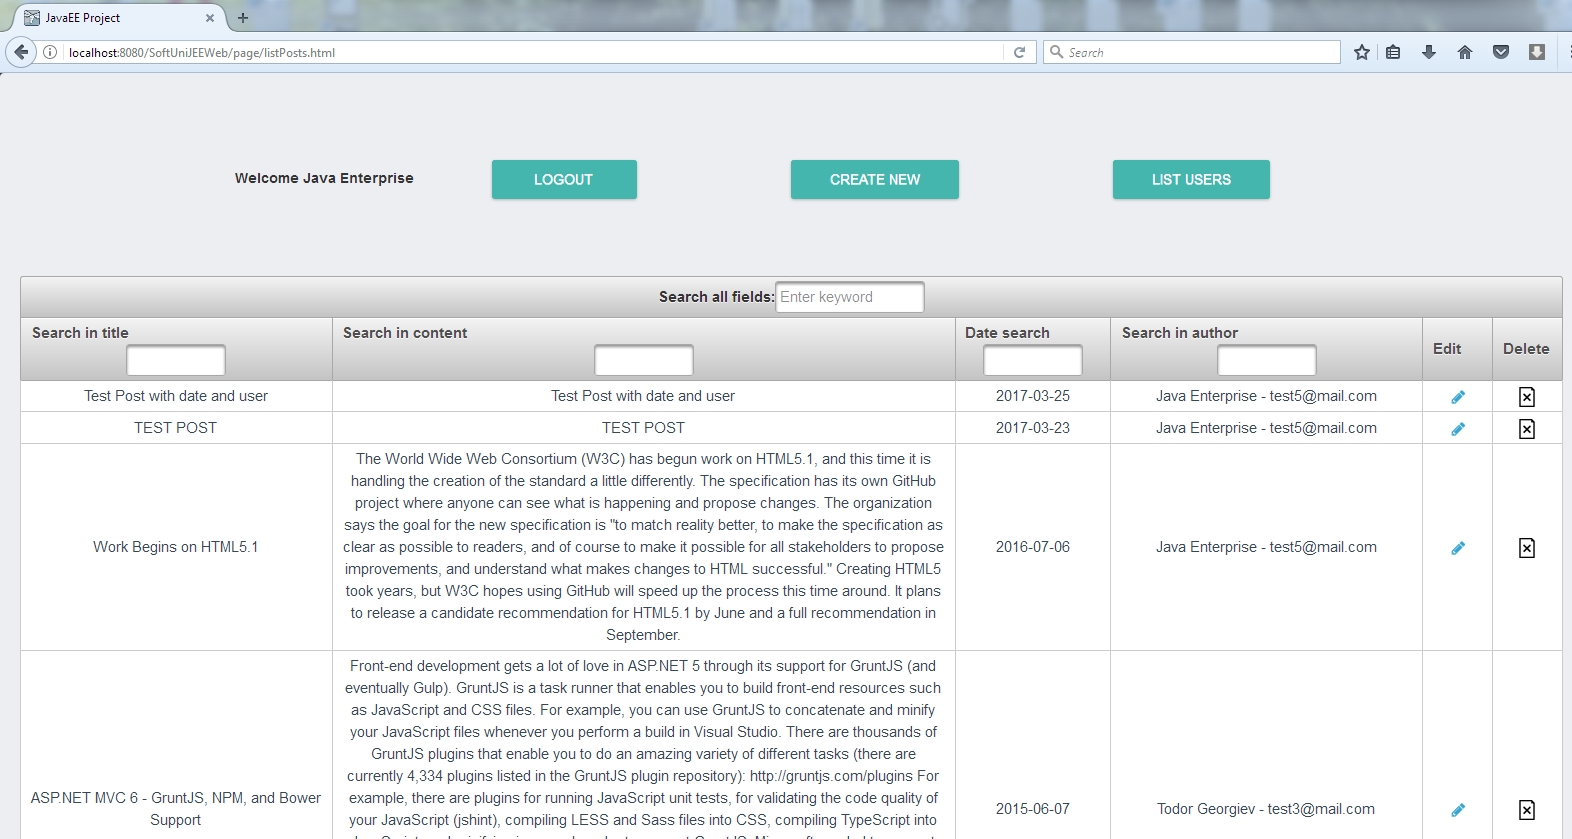 JavaEE Project
localhost:8080/SoftUniJEEWeb/page/listPosts.html
Search
Welcome Java Enterprise
LOGOUT
CREATE NEW
LIST USERS
Search all fields: Enter keyword
Search in title
Search in content
Date search
Search in author
Edit
Delete
Test Post with date and user
Test Post with date and user
2017-03-25
Java Enterprise - test5@mail.com
TEST POST
TEST POST
2017-03-23
Java Enterprise - test5@mail.com
Work Begins on HTML5.1
The World Wide Web Consortium (W3C) has begun work on HTML5.1, and this time it is
handling the creation of the standard a little differently. The specification has its own GitHub
project where anyone can see what is happening and propose changes. The organization
says the goal for the new specification is "to match reality better, to make the specification as
clear as possible to readers, and of course to make it possible for all stakeholders to propose
improvements, and understand what makes changes to HTML successful." Creating HTML5
took years, but W3C hopes using GitHub will speed up the process this time around. It plans
to release a candidate recommendation for HTML5.1 by June and a full recommendation in
September.
2016-07-06
Java Enterprise - test5@mail.com
ASP.NET MVC 6 - GruntJS, NPM, and Bower
Support
Front-end development gets a lot of love in ASP.NET 5 through its support for GruntJS (and
eventually Gulp). GruntJS is a task runner that enables you to build front-end resources such
as JavaScript and CSS files. For example, you can use GruntJS to concatenate and minify
your JavaScript files whenever you perform a build in Visual Studio. There are thousands of
GruntJS plugins that enable you to do an amazing variety of different tasks (there are
currently 4,334 plugins listed in the GruntJS plugin repository): http://gruntjs.com/plugins For
example, there are plugins for running JavaScript unit tests, for validating the code quality of
your JavaScript (jshint), compiling LESS and Sass files into CSS, compiling TypeScript into
2015-06-07
Todor Georgiev - test3@mail.com